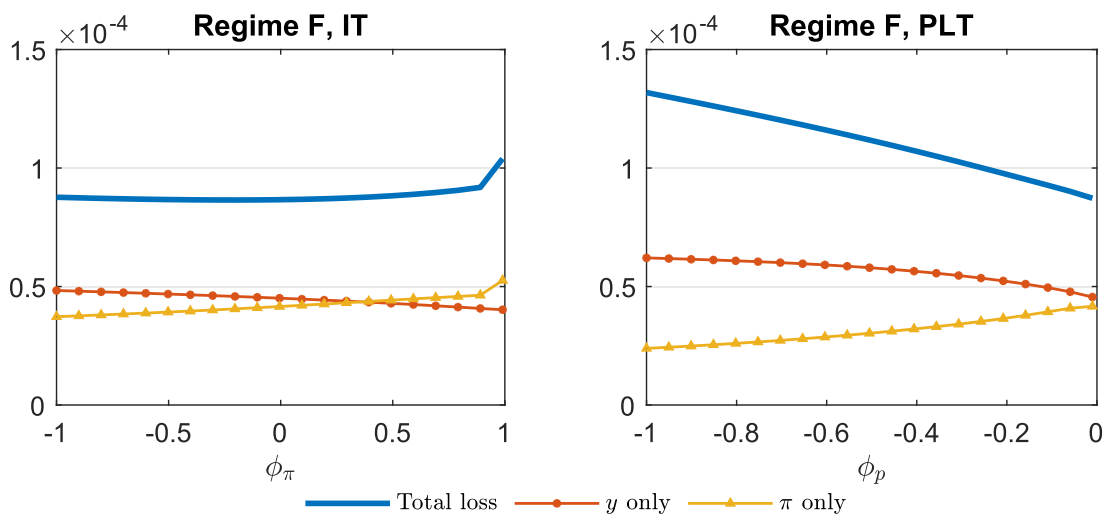 Regime F, IT
×10⁻⁴
1.5
1
0.5
0
-1 -0.5 0 0.5 1
ϕ_π
Regime F, PLT
×10⁻⁴
1.5
1
0.5
0
-1 -0.8 -0.6 -0.4 -0.2 0
ϕ_p
Total loss y only π only